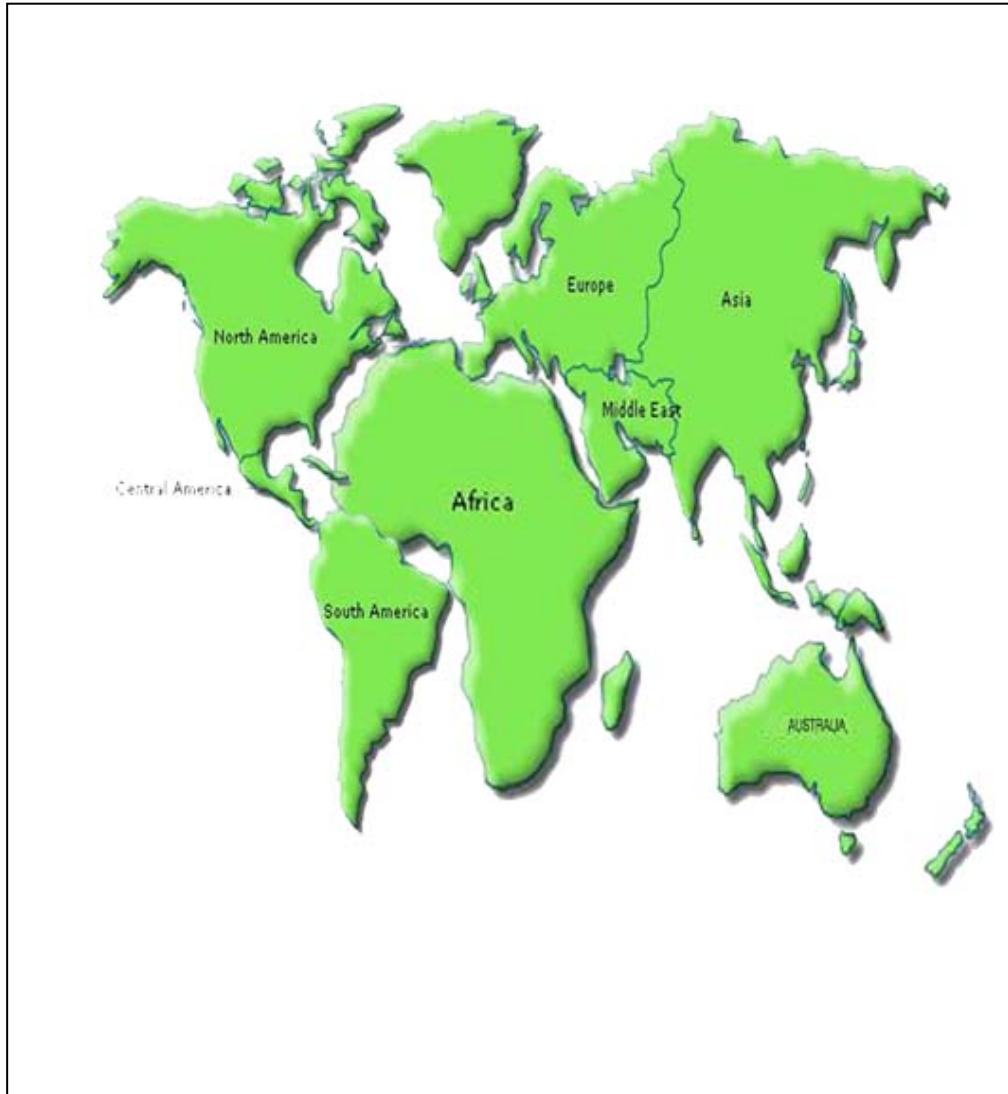 Europe
Asia
North America
Middle East
Central America
Africa
South America
AUSTRALIA